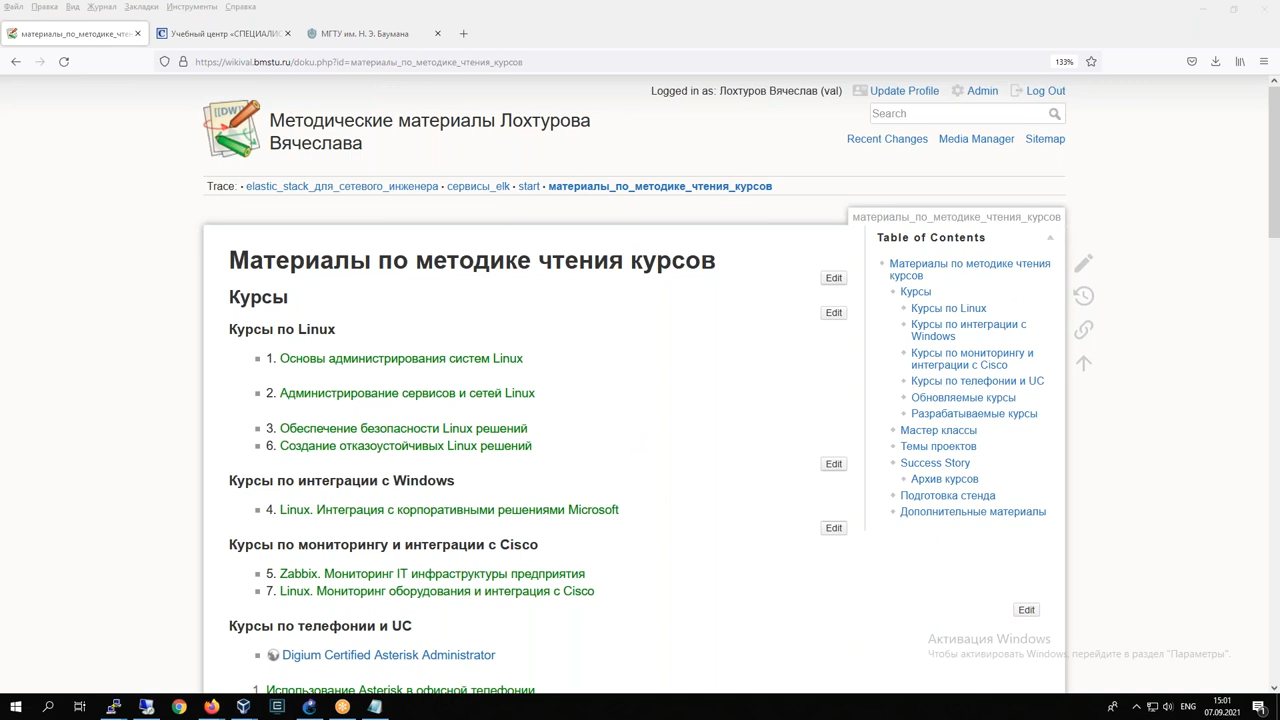 Файл Правка Вид Журнал Закладки Инструменты Справка
материалы_по_методике_чтен
Учебный центр «СПЕЦИАЛИС
МГТУ им. Н. Э. Баумана
https://wikival.bmstu.ru/doku.php?id=материалы_по_методике_чтения_курсов
133%
Logged in as: Лохтуров Вячеслав (val) Update Profile Admin Log Out
[DW]
Методические материалы Лохтурова
Вячеслава
Search
Recent Changes Media Manager Sitemap
Trace: • elastic_stack_для_сетевого_инженера • сервисы_elk • start • материалы_по_методике_чтения_курсов
материалы_по_методике_чтения_курсов
Материалы по методике чтения курсов
Edit
Курсы
Edit
Курсы по Linux
1. Основы администрирования систем Linux
2. Администрирование сервисов и сетей Linux
3. Обеспечение безопасности Linux решений
6. Создание отказоустойчивых Linux решений
Edit
Курсы по интеграции с Windows
4. Linux. Интеграция с корпоративными решениями Microsoft
Edit
Курсы по мониторингу и интеграции с Cisco
5. Zabbix. Мониторинг IT инфраструктуры предприятия
7. Linux. Мониторинг оборудования и интеграция с Cisco
Edit
Курсы по телефонии и UC
Digium Certified Asterisk Administrator
1. Использование Asterisk в офисной телефонии
Table of Contents
Материалы по методике чтения
курсов
Курсы
Курсы по Linux
Курсы по интеграции с
Windows
Курсы по мониторингу и
интеграции с Cisco
Курсы по телефонии и UC
Обновляемые курсы
Разрабатываемые курсы
Мастер классы
Темы проектов
Success Story
Архив курсов
Подготовка стенда
Дополнительные материалы
Активация Windows
Чтобы активировать Windows, перейдите в раздел "Параметры".
ENG
15:01
07.09.2021
1